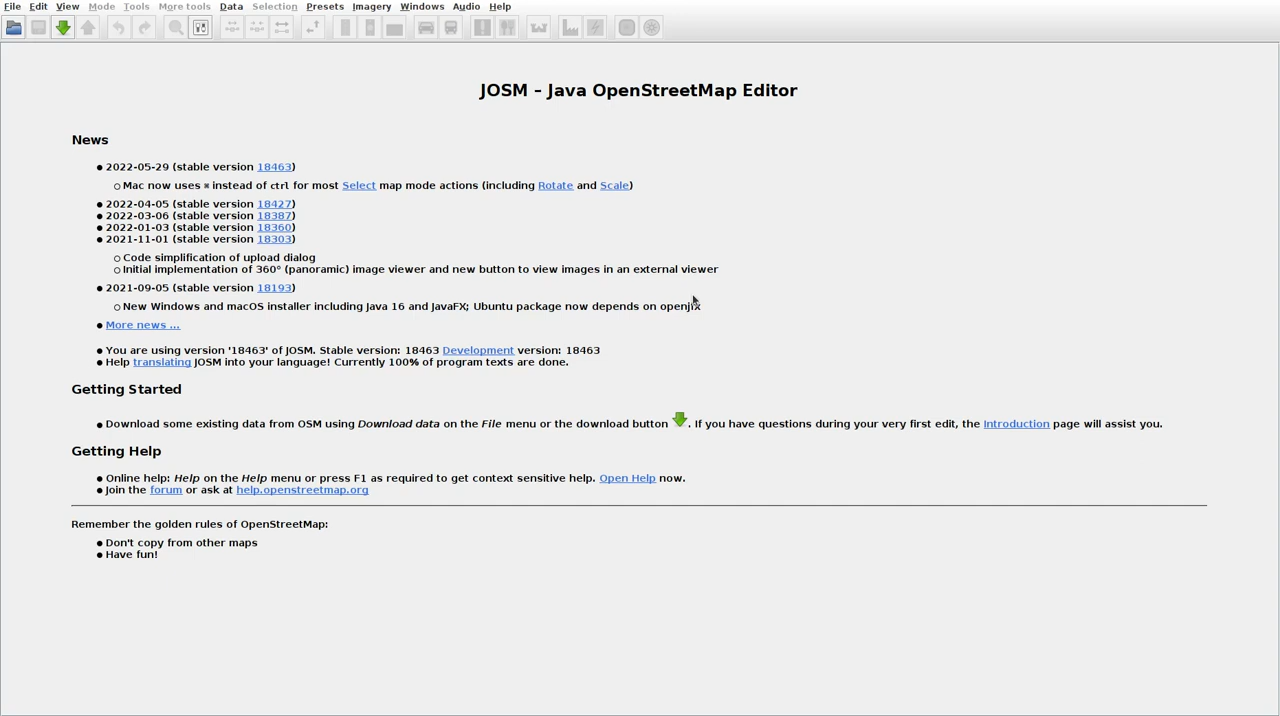 File Edit View Mode Tools More tools Data Selection Presets Imagery Windows Audio Help
JOSM – Java OpenStreetMap Editor
News
2022-05-29 (stable version 18463)
Mac now uses ⌘ instead of ctrl for most Select map mode actions (including Rotate and Scale)
2022-04-05 (stable version 18427)
2022-03-06 (stable version 18387)
2022-01-03 (stable version 18360)
2021-11-01 (stable version 18303)
Code simplification of upload dialog
Initial implementation of 360° (panoramic) image viewer and new button to view images in an external viewer
2021-09-05 (stable version 18193)
New Windows and macOS installer including Java 16 and JavaFX; Ubuntu package now depends on openjfx
More news ...
You are using version '18463' of JOSM. Stable version: 18463 Development version: 18463
Help translating JOSM into your language! Currently 100% of program texts are done.
Getting Started
Download some existing data from OSM using Download data on the File menu or the download button . If you have questions during your very first edit, the Introduction page will assist you.
Getting Help
Online help: Help on the Help menu or press F1 as required to get context sensitive help. Open Help now.
Join the forum or ask at help.openstreetmap.org
Remember the golden rules of OpenStreetMap:
Don't copy from other maps
Have fun!